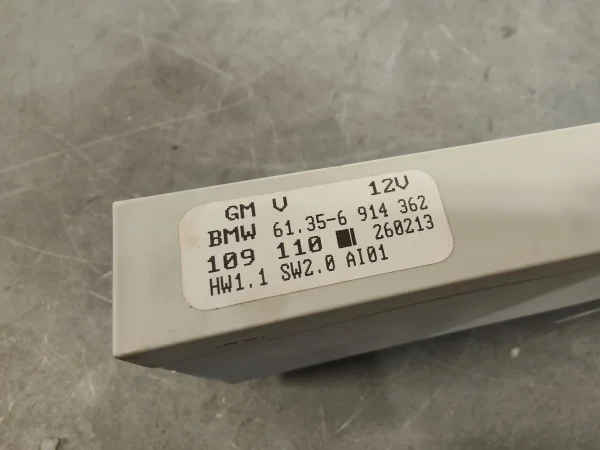 GM V 12V
BMW 61.35-6 914 362
109 110 260213
HW1.1 SW2.0 AI01